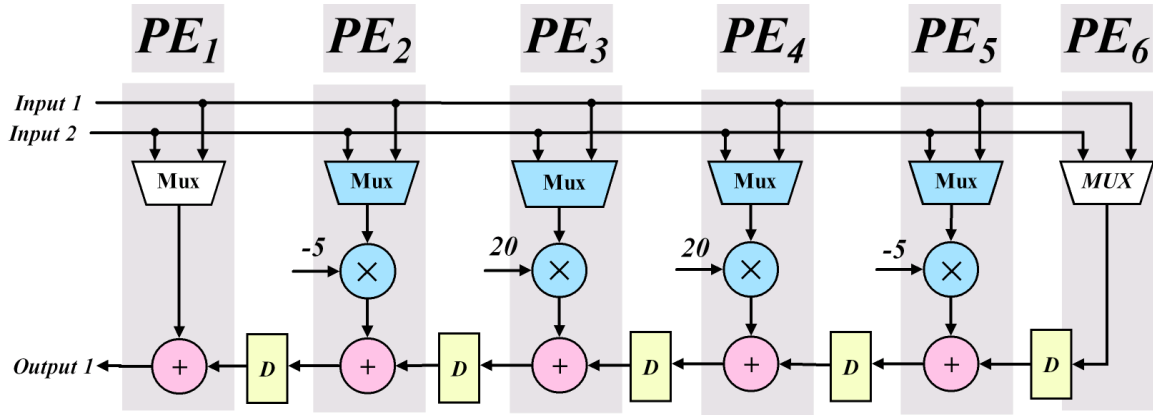 PE1 PE2 PE3 PE4 PE5 PE6
Input 1
Input 2
Mux Mux Mux Mux Mux MUX
-5 20 20 -5
× × × ×
Output 1 + D + D + D + D + D